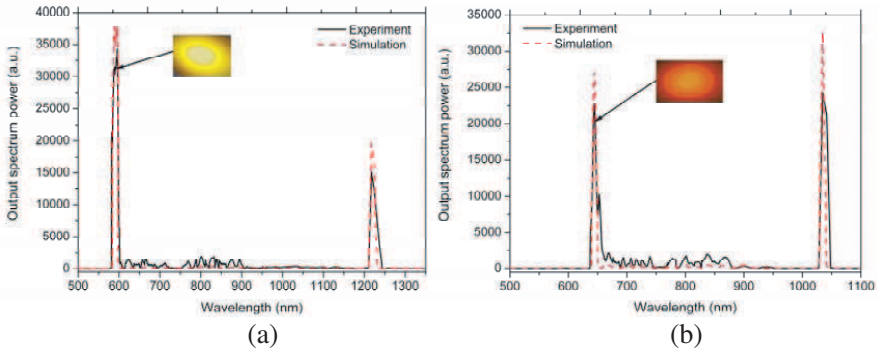 40000
35000
30000
25000
20000
15000
10000
5000
0
Output spectrum power (a.u.)
Experiment
Simulation
500 600 700 800 900 1000 1100 1200 1300
Wavelength (nm)
(a)
35000
30000
25000
20000
15000
10000
5000
0
Output spectrum power (a.u.)
Experiment
Simulation
500 600 700 800 900 1000 1100
Wavelength (nm)
(b)